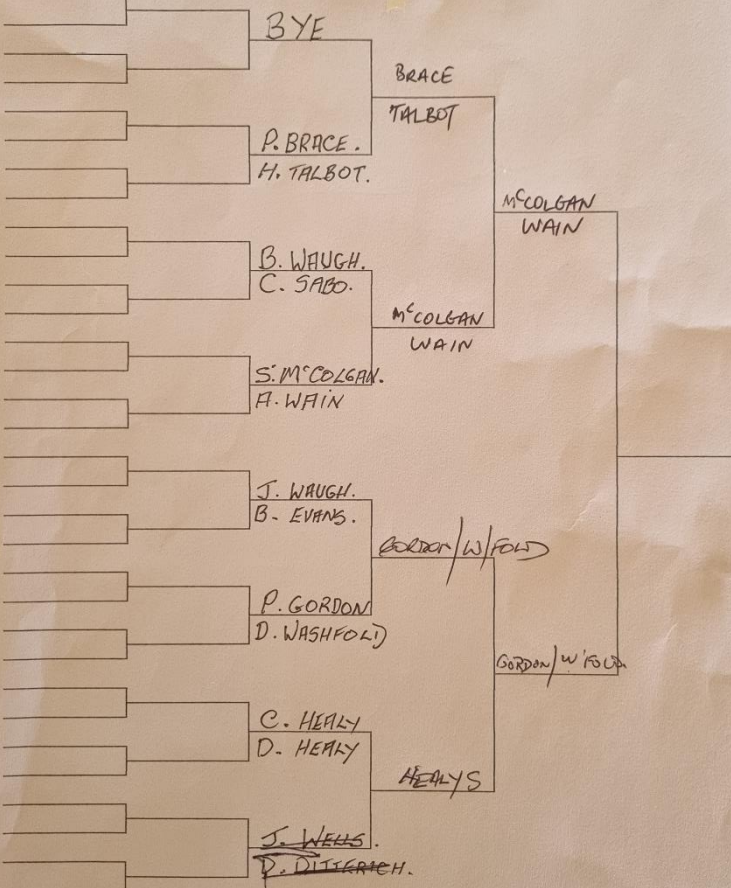 BYE
P. BRACE.
H. TALBOT.
B. WAUGH.
C. SABO.
S. McCOLGAN.
A. WAIN
J. WAUGH.
B. EVANS.
P. GORDON
D. WASHFOLD
C. HEALY
D. HEALY
J. WELLS.
D. DITTERICH.
BRACE
TALBOT
McCOLGAN
WAIN
GORDON/W/FOLD
HEALYS
McCOLGAN
WAIN
GORDON/W'FOLD